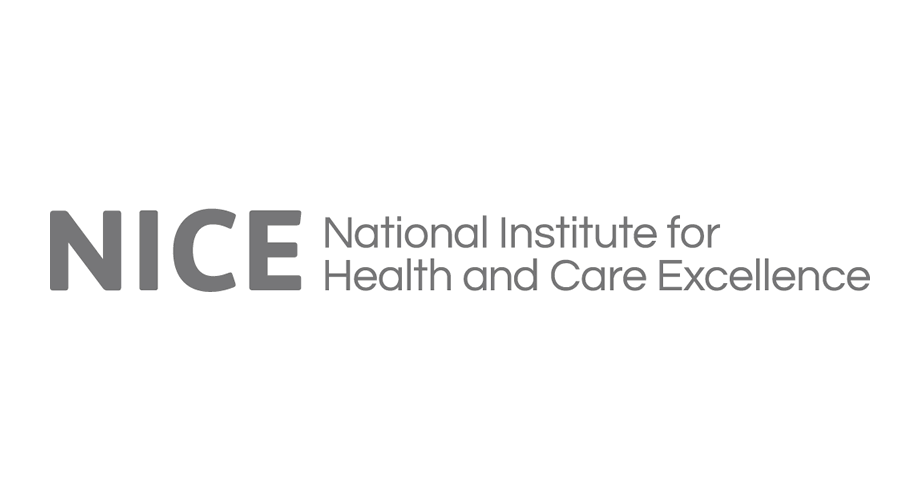 NICE
National Institute for
Health and Care Excellence